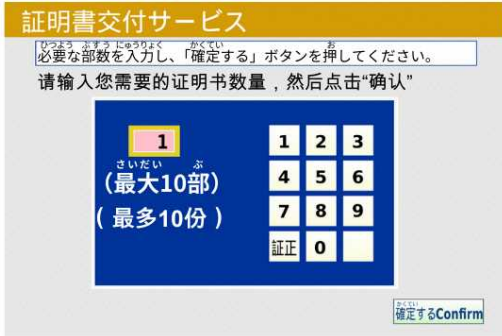 証明書交付サービス
ひつよう ぶすう にゅうりょく かくてい お
必要な部数を入力し、「確定する」ボタンを押してください。
请输入您需要的证明书数量，然后点击“确认”
1
さいだい ぶ
（最大10部）
（ 最多10份 ）
1 2 3
4 5 6
7 8 9
証正 0
かくてい
確定するConfirm